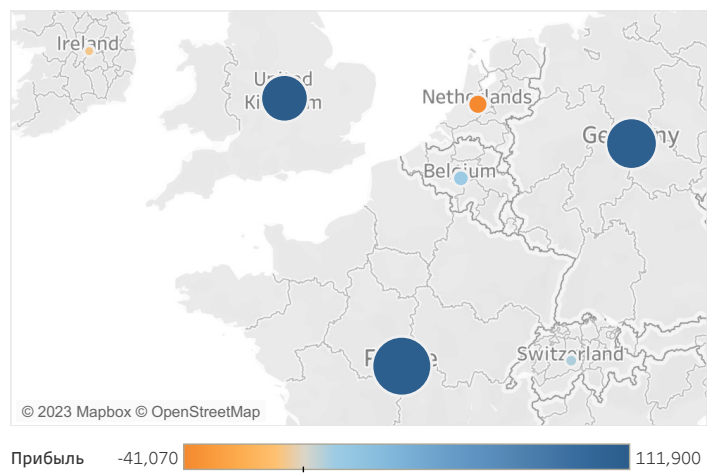 Ireland
United
Kingdom
Netherlands
Germany
Belgium
France
Switzerland
© 2023 Mapbox © OpenStreetMap
Прибыль -41,070 111,900